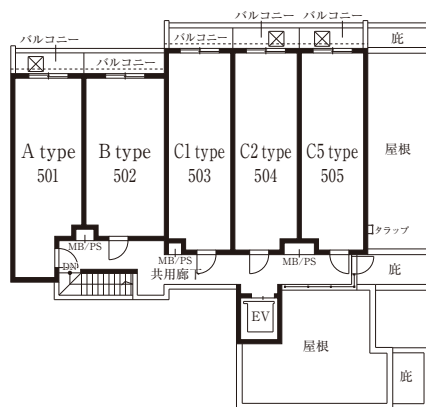 バルコニー
バルコニー
バルコニー
バルコニー
バルコニー
庇
A type
501
B type
502
C1 type
503
C2 type
504
C5 type
505
屋根
タラップ
MB/PS
MB/PS
MB/PS
DN
共用廊下
庇
EV
屋根
庇